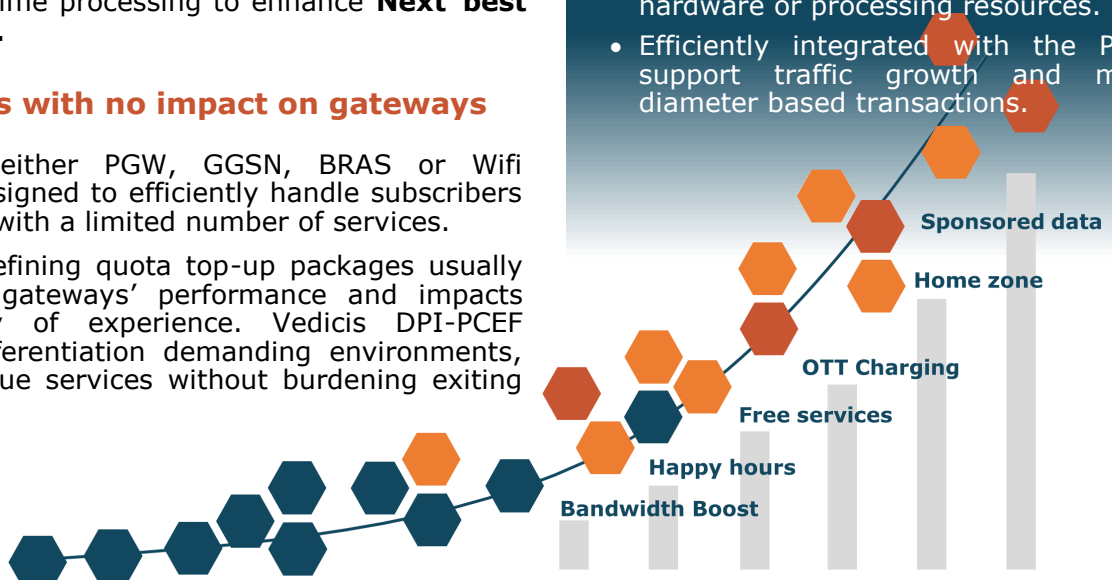 ime processing to enhance Next best
.
s with no impact on gateways
either PGW, GGSN, BRAS or Wifi
signed to efficiently handle subscribers
with a limited number of services.
efining quota top-up packages usually
gateways’ performance and impacts
of experience. Vedicis DPI-PCEF
fferentiation demanding environments,
ue services without burdening exiting
hardware or processing resources.
• Efficiently integrated with the P
support traffic growth and m
diameter based transactions.
Sponsored data
Home zone
OTT Charging
Free services
Happy hours
Bandwidth Boost